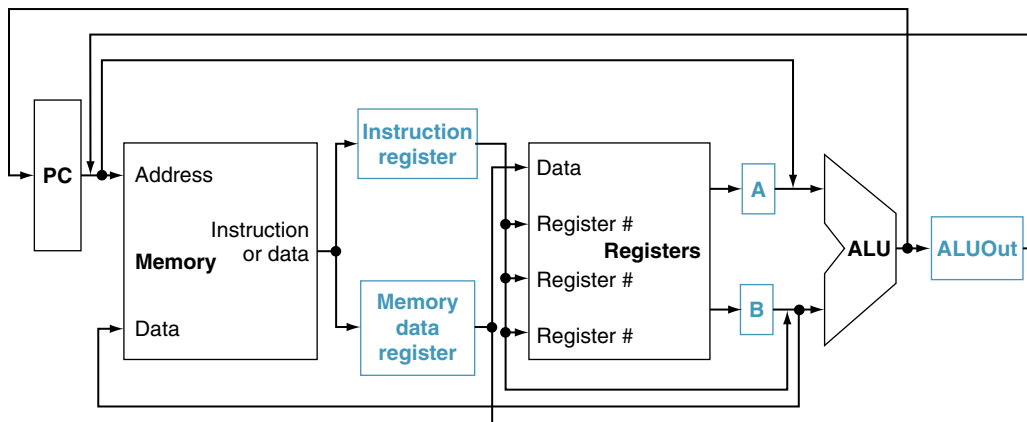 PC
Address
Instruction
or data
Memory
Data
Instruction
register
Memory
data
register
Data
Register #
Registers
Register #
Register #
A
B
ALU
ALUOut